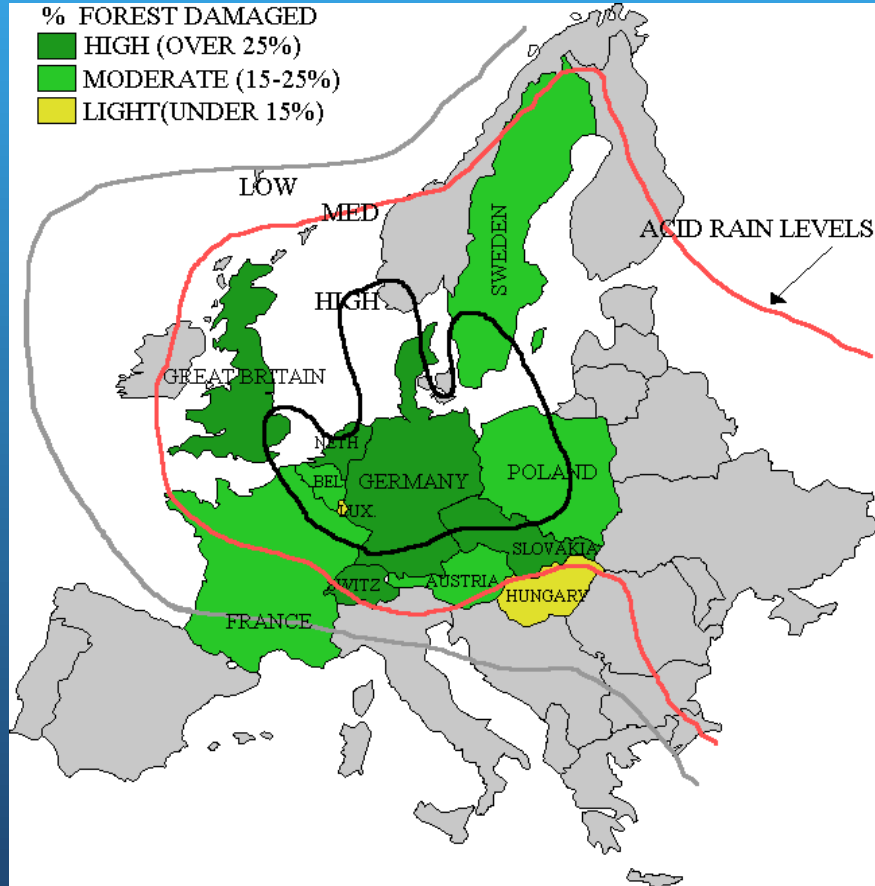 % FOREST DAMAGED
HIGH (OVER 25%)
MODERATE (15-25%)
LIGHT(UNDER 15%)
LOW
MED
ACID RAIN LEVELS
SWEDEN
HIGH
GREAT BRITAIN
NETH
BEL
GERMANY
POLAND
LUX.
SLOVAKIA
SWITZ
AUSTRIA
HUNGARY
FRANCE